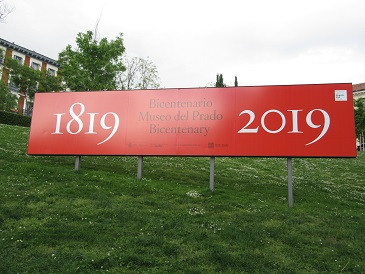 1819
Bicentenario
Museo del Prado
Bicentenary
2019